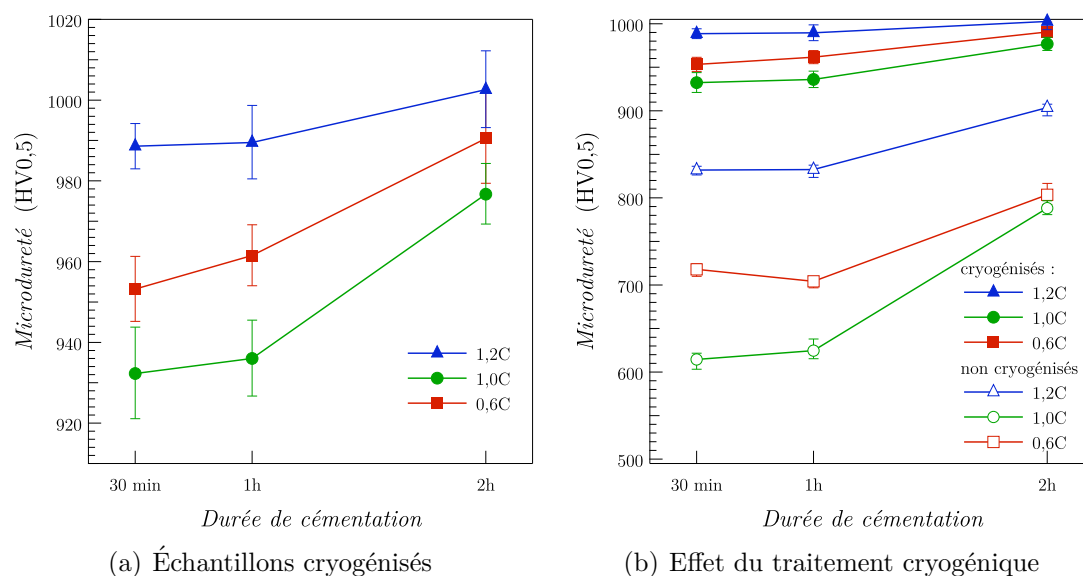 1020
1000
980
960
940
920
Microdureté (HV0,5)
1,2C
1,0C
0,6C
30 min
1h
2h
Durée de cémentation
(a) Échantillons cryogénisés
1000
900
800
700
600
500
Microdureté (HV0,5)
cryogénisés :
1,2C
1,0C
0,6C
non cryogénisés
1,2C
1,0C
0,6C
30 min
1h
2h
Durée de cémentation
(b) Effet du traitement cryogénique